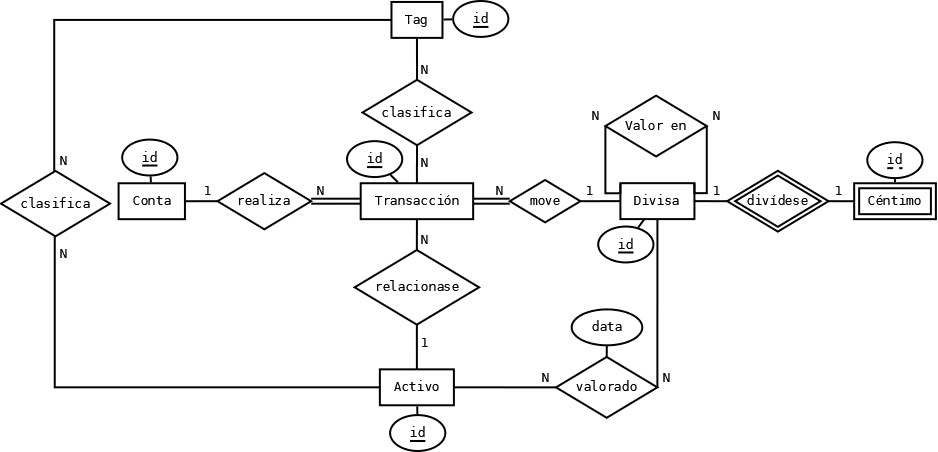 Tag
id
N
clasifica
Valor en
N
N
id
id
id
N
N
clasifica
Conta
1
realiza
N
Transacción
N
move
1
Divisa
1
divídese
1
Céntimo
id
N
N
relacionase
data
1
Activo
N
valorado
N
id